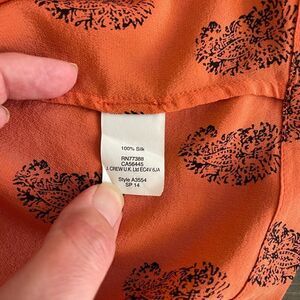 100% Silk
RN77388
CA56445
J.CREW U.K. Ltd EC4V 6JA
Style A3554
SP 14